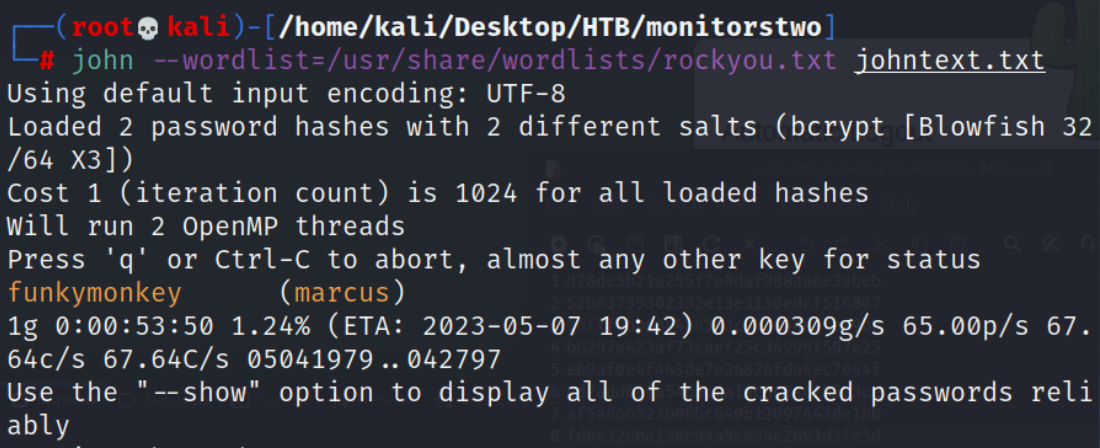 ┌──(root💀kali)-[/home/kali/Desktop/HTB/monitorstwo]
└─# john --wordlist=/usr/share/wordlists/rockyou.txt johntext.txt
Using default input encoding: UTF-8
Loaded 2 password hashes with 2 different salts (bcrypt [Blowfish 32
/64 X3])
Cost 1 (iteration count) is 1024 for all loaded hashes
Will run 2 OpenMP threads
Press 'q' or Ctrl-C to abort, almost any other key for status
funkymonkey      (marcus)
1g 0:00:53:50 1.24% (ETA: 2023-05-07 19:42) 0.000309g/s 65.00p/s 67.
64c/s 67.64C/s 05041979..042797
Use the "--show" option to display all of the cracked passwords reli
ably